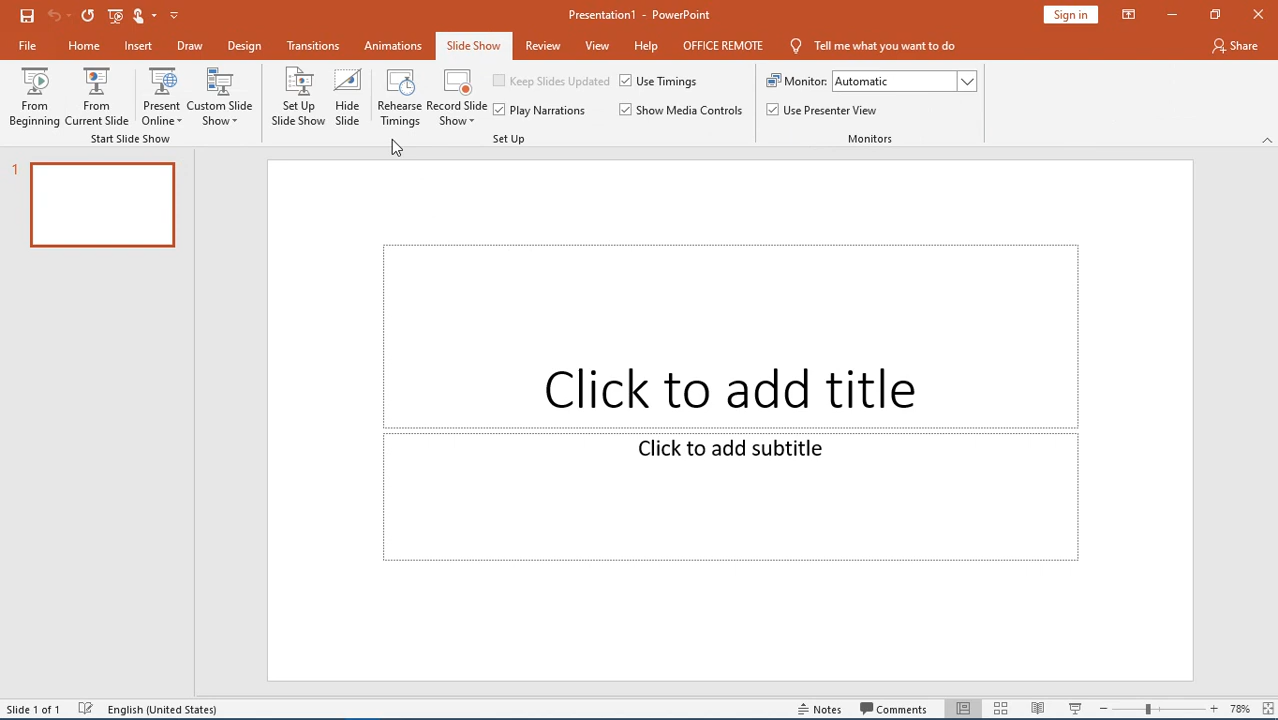 Presentation1 - PowerPoint
Sign in
File Home Insert Draw Design Transitions Animations Slide Show Review View Help OFFICE REMOTE Tell me what you want to do Share
From Beginning
From Current Slide
Present Online
Custom Slide Show
Start Slide Show
Set Up Slide Show
Hide Slide
Rehearse Timings
Record Slide Show
Keep Slides Updated
Play Narrations
Use Timings
Show Media Controls
Set Up
Monitor: Automatic
Use Presenter View
Monitors
1
Click to add title
Click to add subtitle
Slide 1 of 1 English (United States) Notes Comments 78%